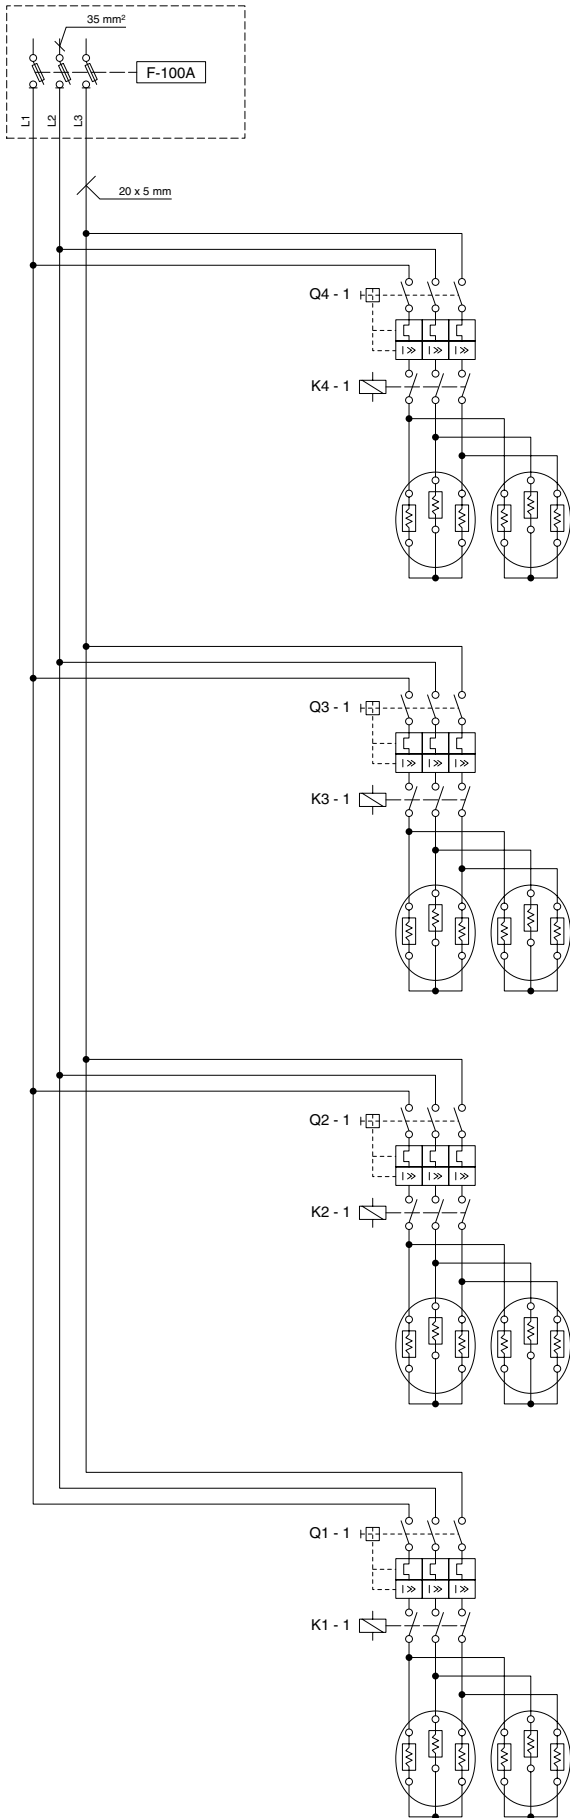 35 mm²
F-100A
L1 L2 L3
20 x 5 mm
Q4 - 1
I≫ I≫ I≫
K4 - 1
Q3 - 1
I≫ I≫ I≫
K3 - 1
Q2 - 1
I≫ I≫ I≫
K2 - 1
Q1 - 1
I≫ I≫ I≫
K1 - 1